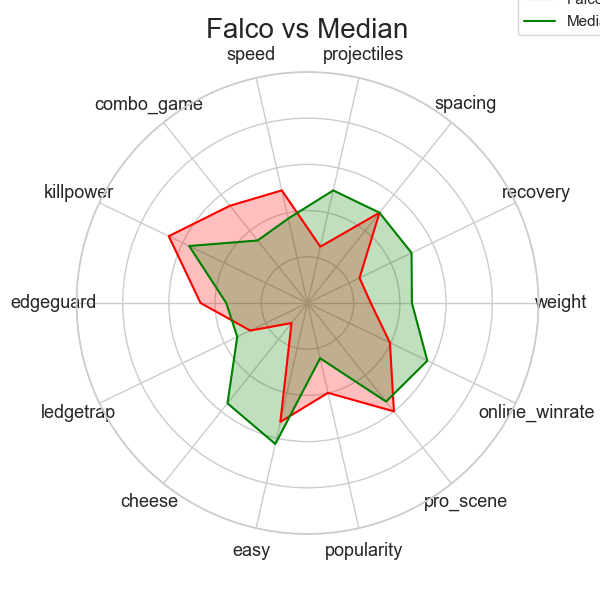 Falco vs Median
speed
projectiles
combo_game
spacing
killpower
recovery
edgeguard
weight
ledgetrap
online_winrate
cheese
pro_scene
easy
popularity